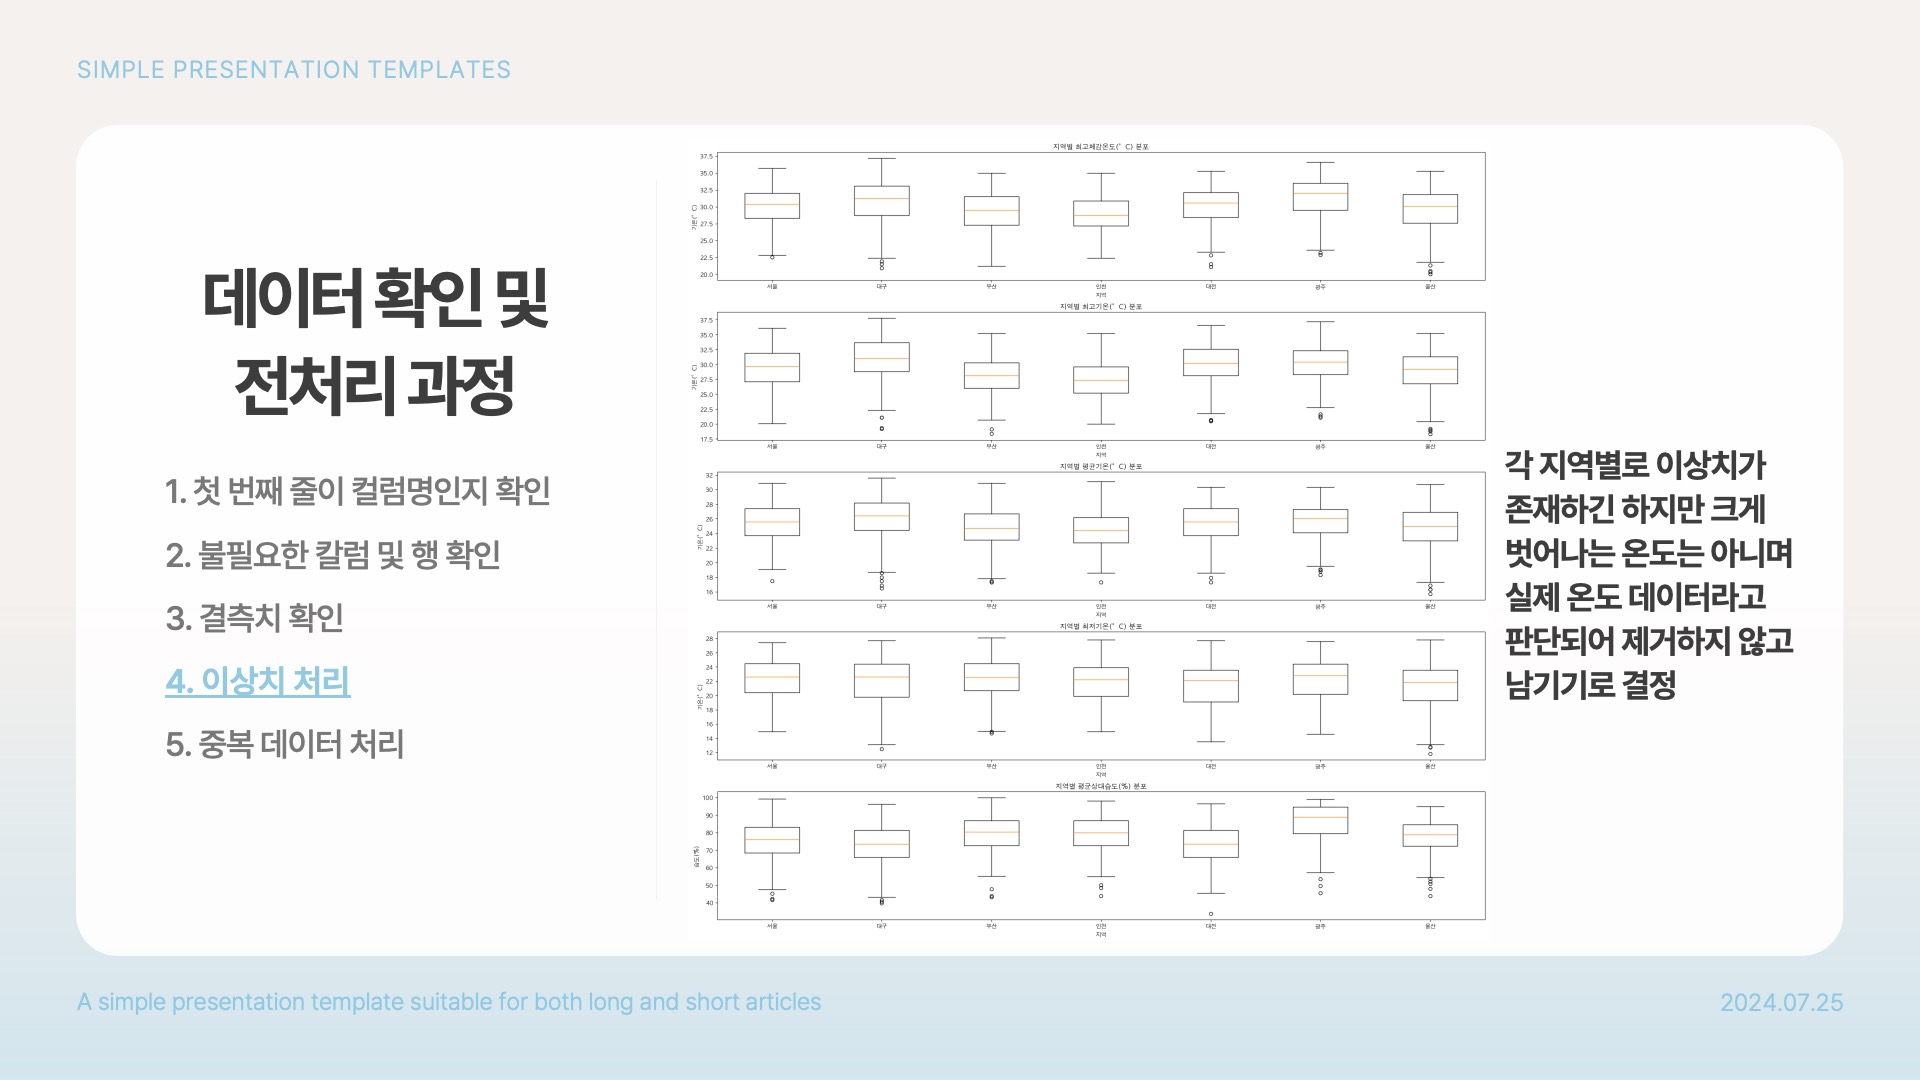 SIMPLE PRESENTATION TEMPLATES
데이터 확인 및
전처리 과정
1. 첫 번째 줄이 컬럼명인지 확인
2. 불필요한 칼럼 및 행 확인
3. 결측치 확인
4. 이상치 처리
5. 중복 데이터 처리
지역별 최고체감온도(°C) 분포
기온(°C)
37.5
35.0
32.5
30.0
27.5
25.0
22.5
20.0
서울 대구 부산 인천 대전 광주 울산
지역
지역별 최고기온(°C) 분포
기온(°C)
37.5
35.0
32.5
30.0
27.5
25.0
22.5
20.0
17.5
서울 대구 부산 인천 대전 광주 울산
지역
지역별 평균기온(°C) 분포
기온(°C)
32
30
28
26
24
22
20
18
16
서울 대구 부산 인천 대전 광주 울산
지역
지역별 최저기온(°C) 분포
기온(°C)
28
26
24
22
20
18
16
14
12
서울 대구 부산 인천 대전 광주 울산
지역
지역별 평균상대습도(%) 분포
습도(%)
100
90
80
70
60
50
40
서울 대구 부산 인천 대전 광주 울산
지역
각 지역별로 이상치가
존재하긴 하지만 크게
벗어나는 온도는 아니며
실제 온도 데이터라고
판단되어 제거하지 않고
남기기로 결정
A simple presentation template suitable for both long and short articles
2024.07.25